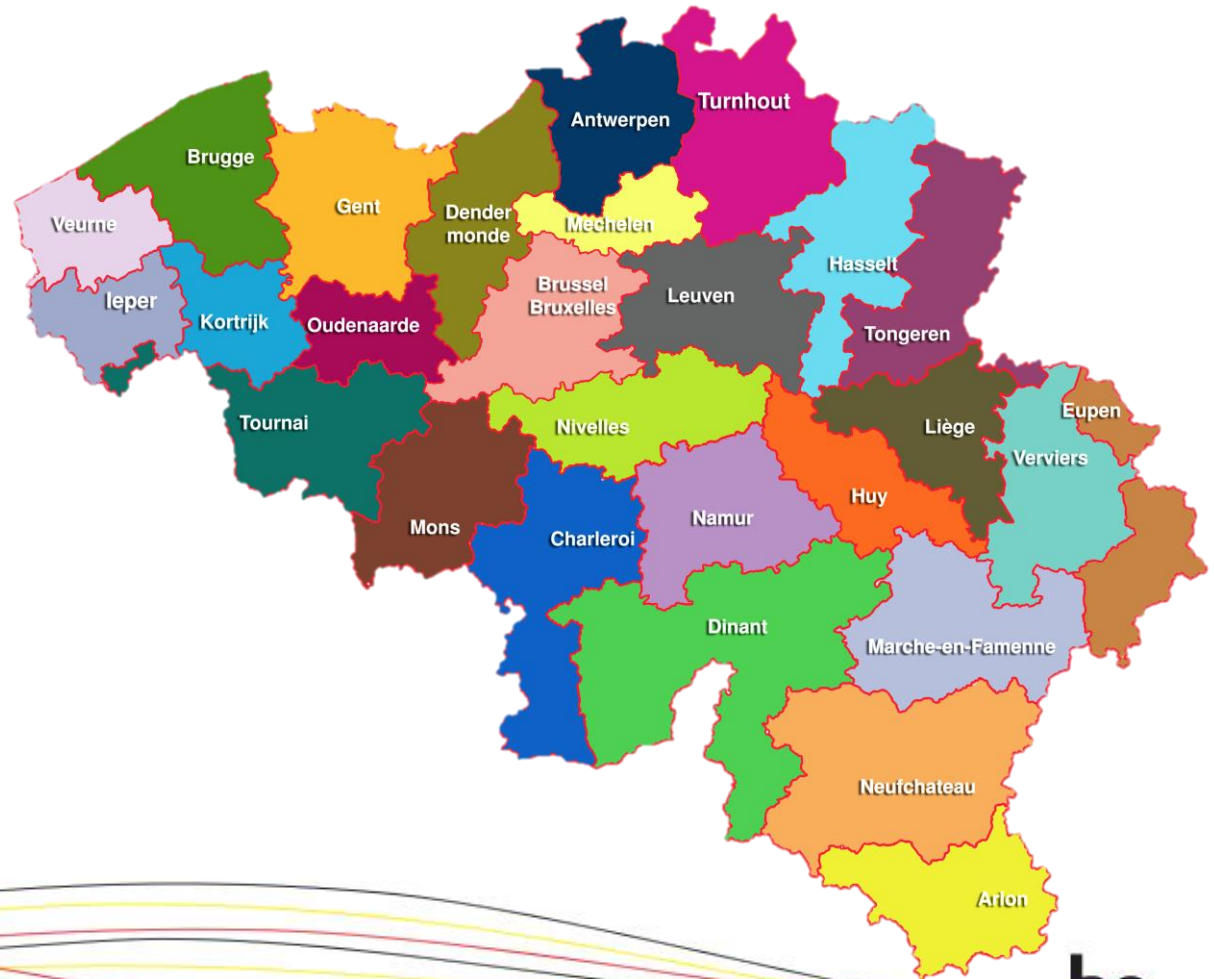 Turnhout
Antwerpen
Brugge
Gent
Dender
monde
Veurne
Mechelen
Hasselt
Brussel
Bruxelles
Leuven
Ieper
Kortrijk
Oudenaarde
Tongeren
Tournai
Nivelles
Liège
Eupen
Verviers
Huy
Mons
Charleroi
Namur
Dinant
Marche-en-Famenne
Neufchateau
Arlon